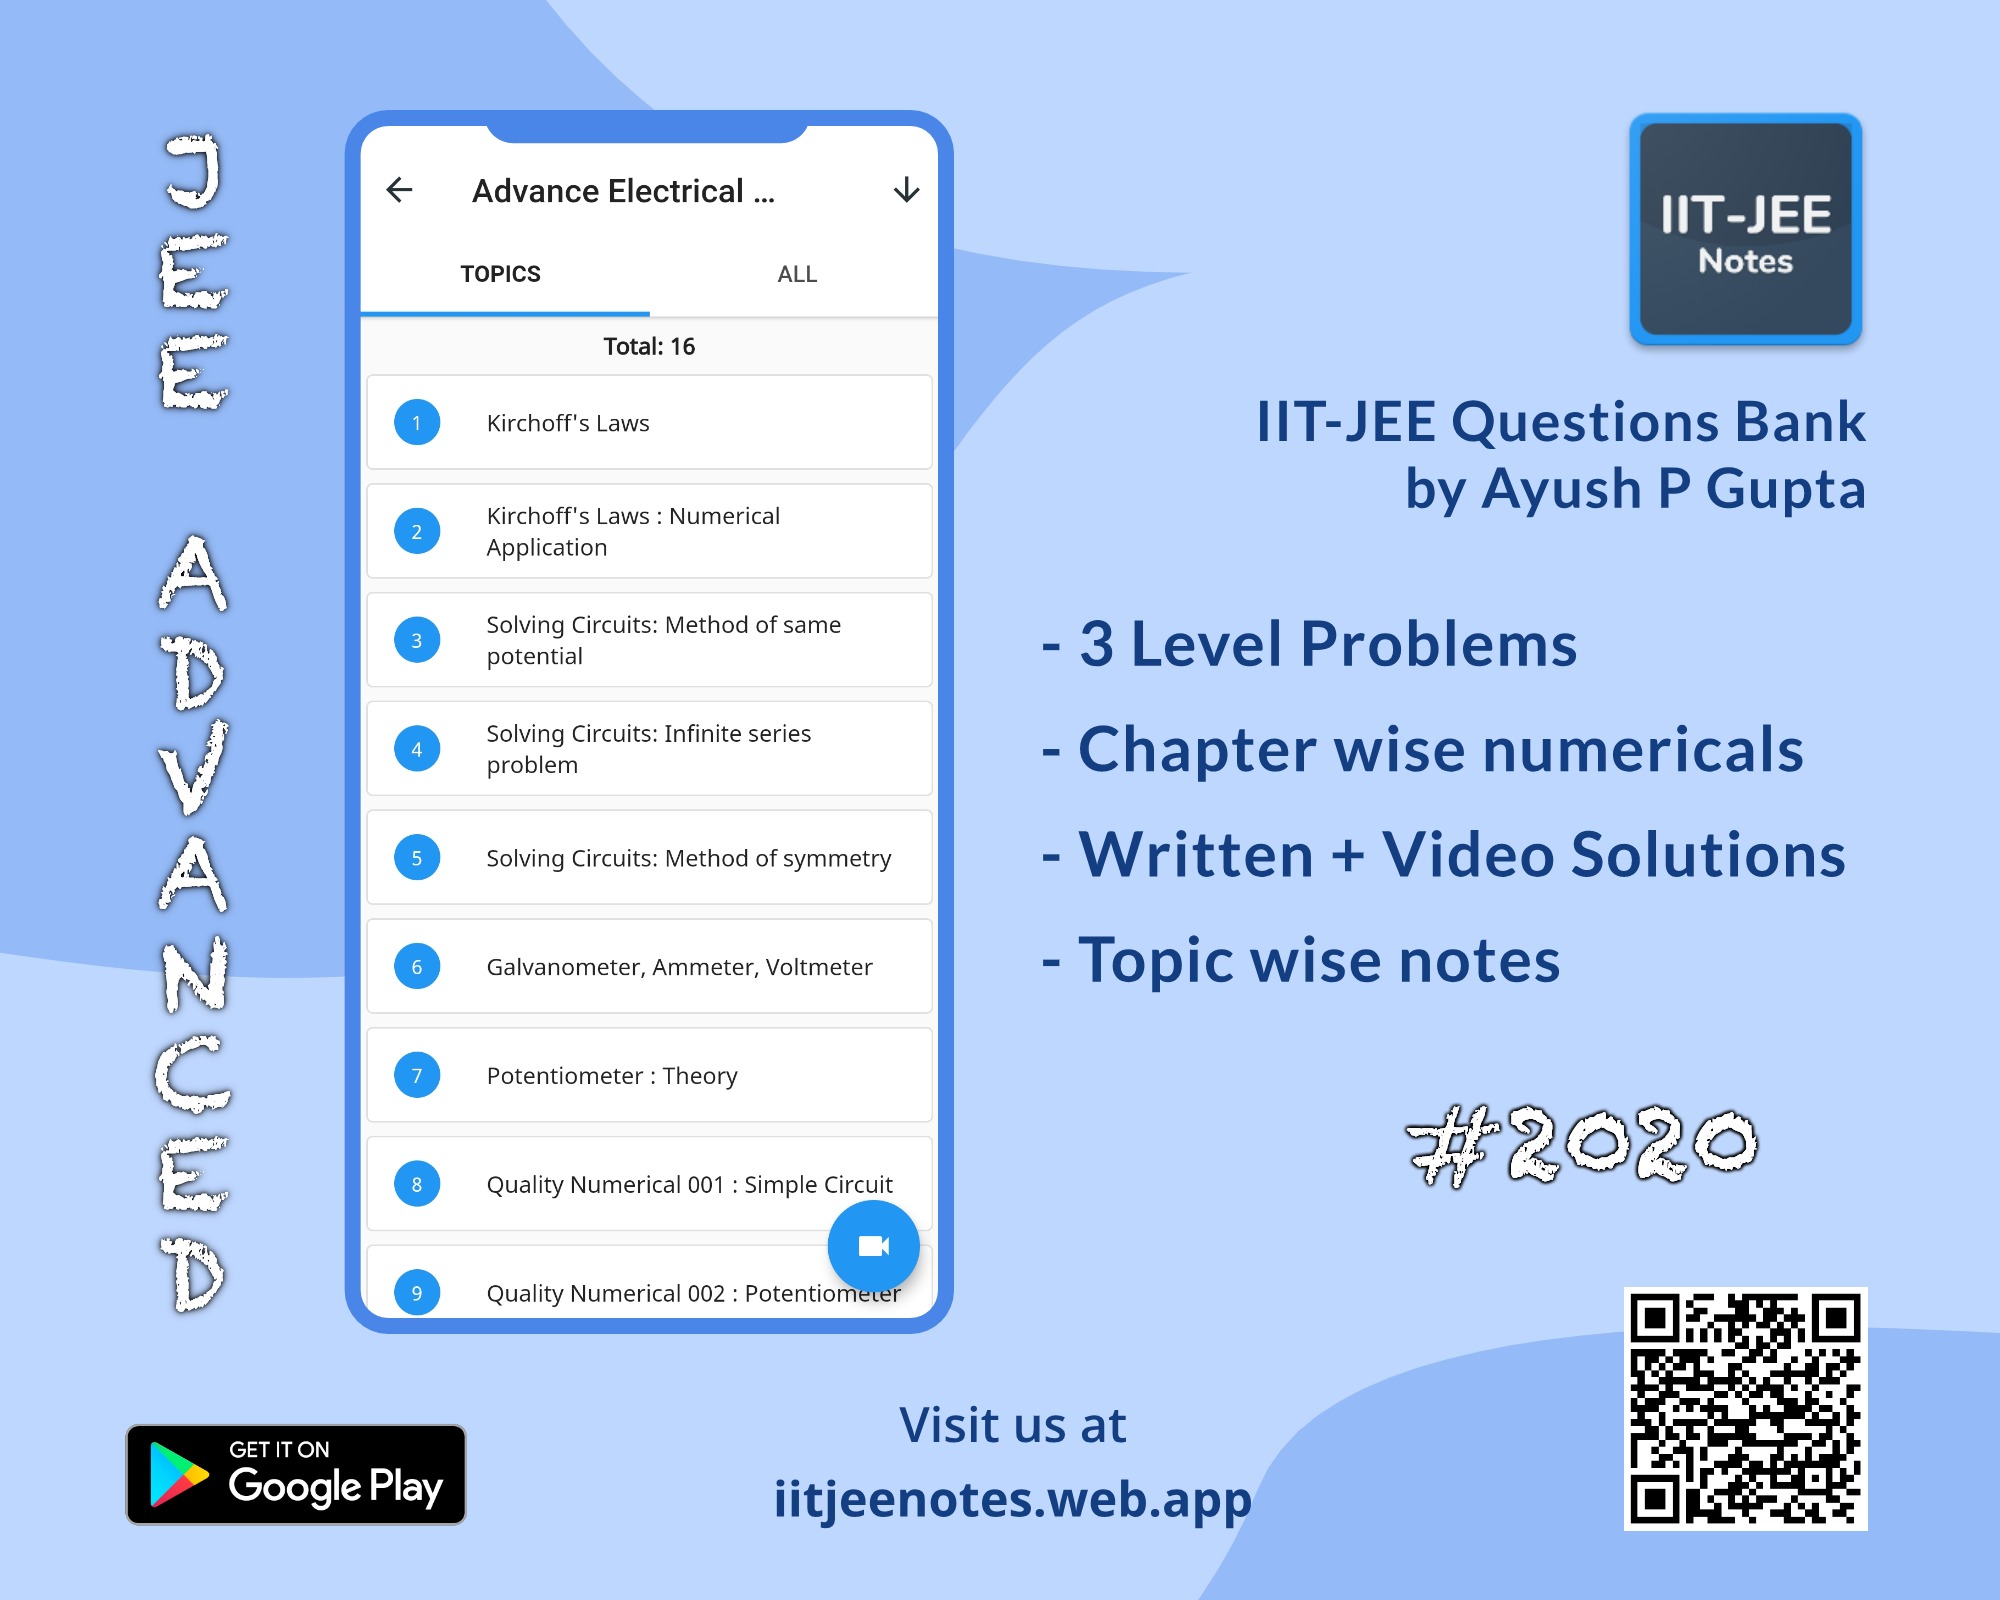 JEE ADVANCED
Advance Electrical ...
TOPICS
ALL
Total: 16
1
Kirchoff's Laws
2
Kirchoff's Laws : Numerical
Application
3
Solving Circuits: Method of same
potential
4
Solving Circuits: Infinite series
problem
5
Solving Circuits: Method of symmetry
6
Galvanometer, Ammeter, Voltmeter
7
Potentiometer : Theory
8
Quality Numerical 001 : Simple Circuit
9
Quality Numerical 002 : Potentiometer
IIT-JEE
Notes
IIT-JEE Questions Bank
by Ayush P Gupta
- 3 Level Problems
- Chapter wise numericals
- Written + Video Solutions
- Topic wise notes
#2020
GET IT ON
Google Play
Visit us at
iitjeenotes.web.app